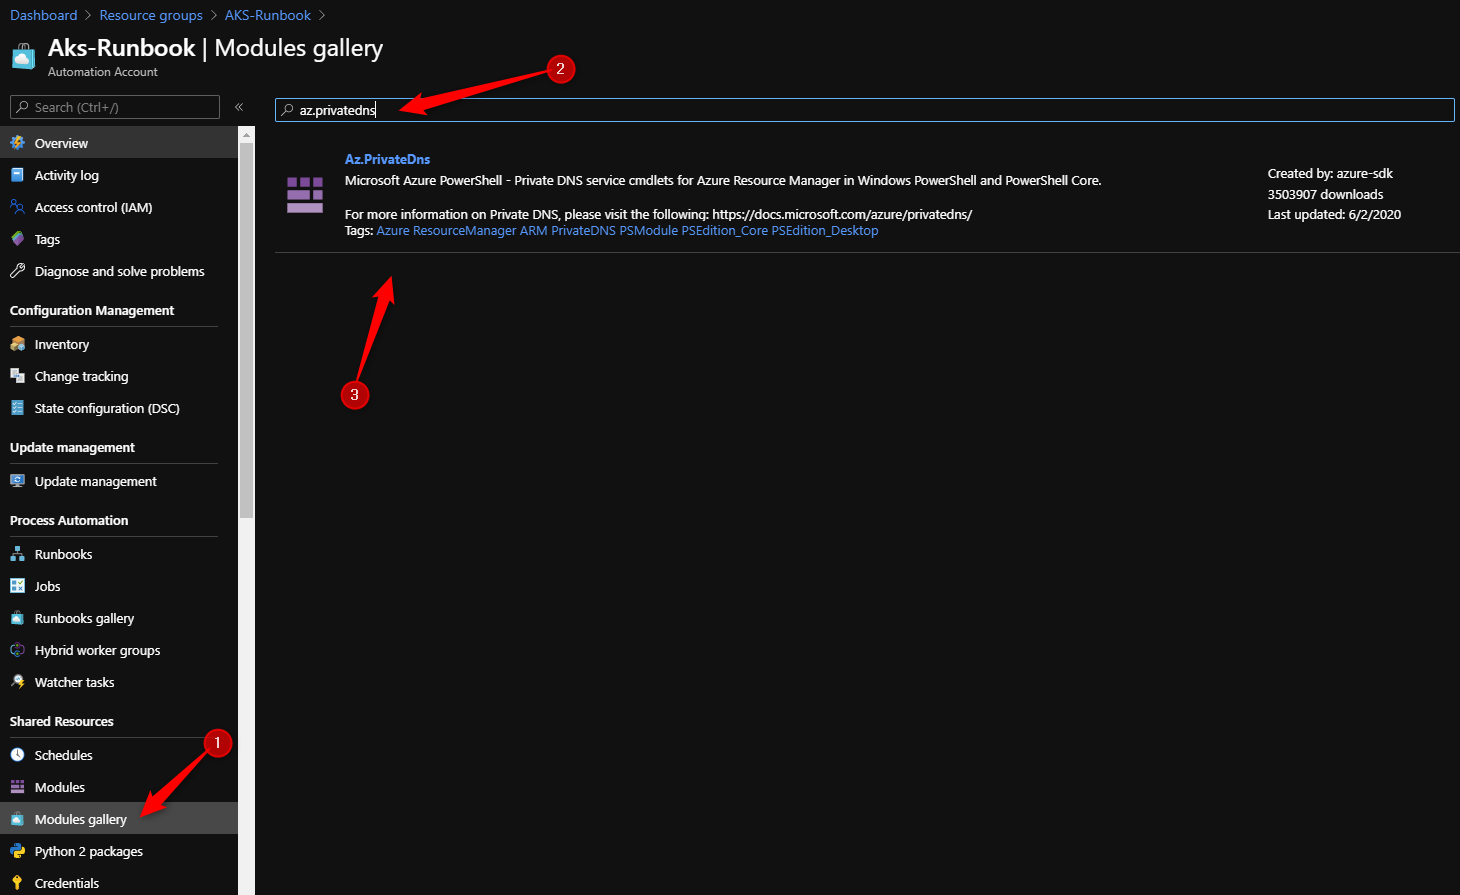 Dashboard > Resource groups > AKS-Runbook >
Aks-Runbook | Modules gallery
Automation Account
2
Search (Ctrl+/)
«
az.privatedns
Overview
Activity log
Access control (IAM)
Tags
Diagnose and solve problems
Configuration Management
Inventory
Change tracking
State configuration (DSC)
Update management
Update management
Process Automation
Runbooks
Jobs
Runbooks gallery
Hybrid worker groups
Watcher tasks
Shared Resources
1
Schedules
Modules
Modules gallery
Python 2 packages
Credentials
Az.PrivateDns
Microsoft Azure PowerShell - Private DNS service cmdlets for Azure Resource Manager in Windows PowerShell and PowerShell Core.
For more information on Private DNS, please visit the following: https://docs.microsoft.com/azure/privatedns/
Tags: Azure ResourceManager ARM PrivateDNS PSModule PSEdition_Core PSEdition_Desktop
Created by: azure-sdk
3503907 downloads
Last updated: 6/2/2020
3